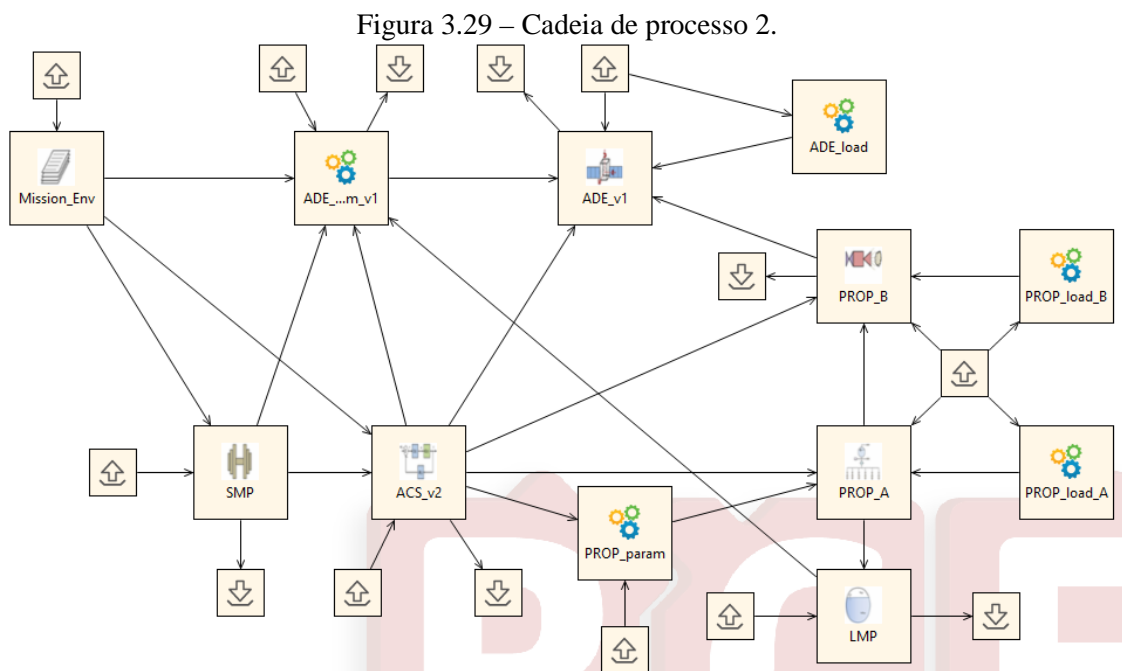 Figura 3.29 – Cadeia de processo 2.
ADE_load
Mission_Env
ADE_...m_v1
ADE_v1
PROP_B
PROP_load_B
SMP
ACS_v2
PROP_A
PROP_load_A
PROP_param
LMP